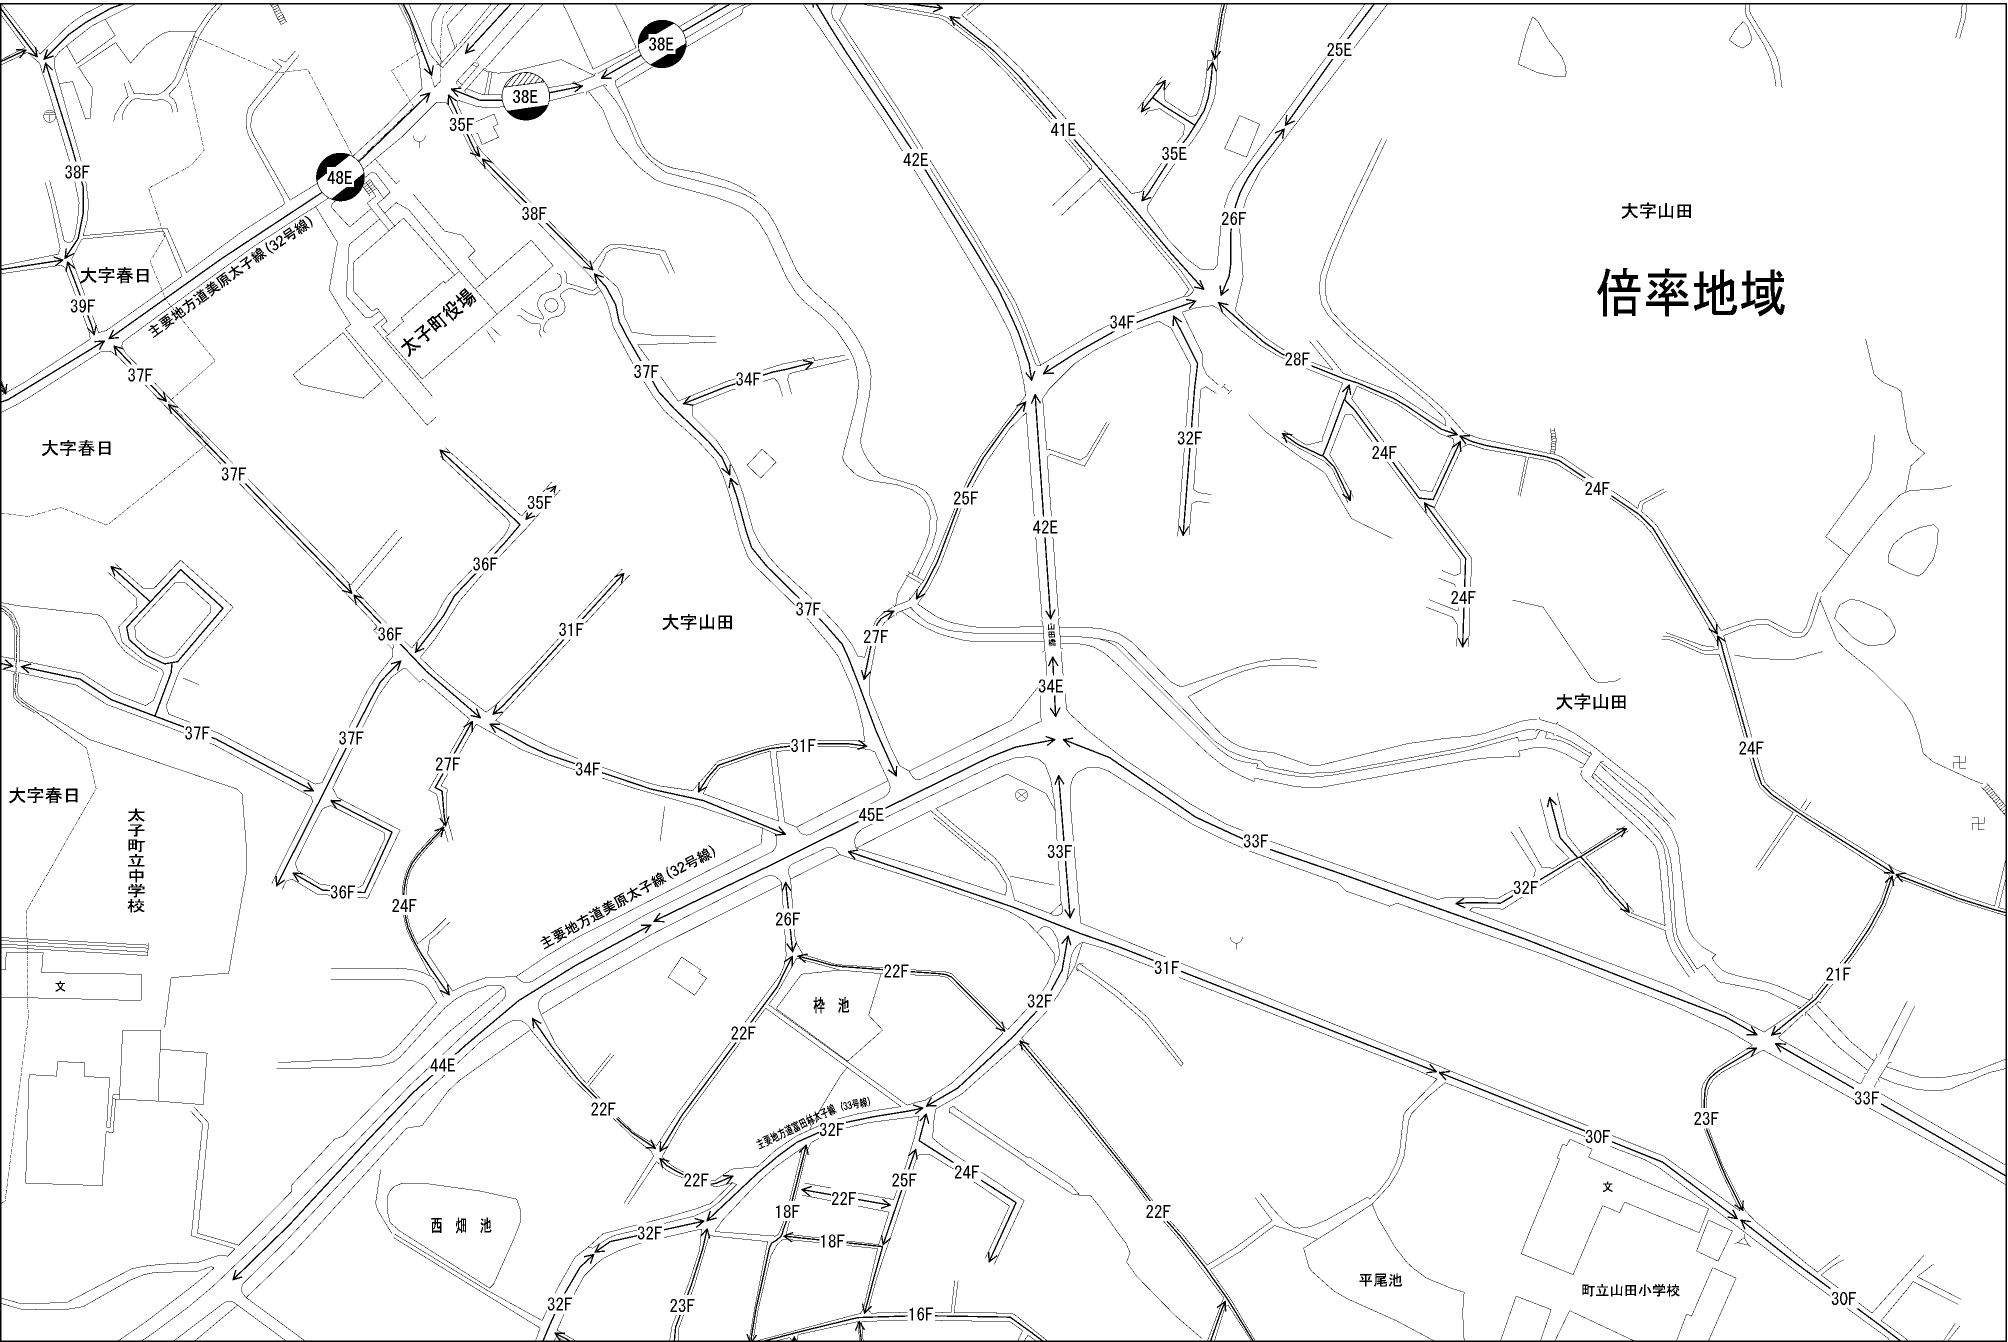 38E
25E
38E
35F
41E
42E
35E
38F
48E
38F
26F
大字山田
大字春日
主要地方道美原太子線(32号線)
倍率地域
39F
太子町役場
34F
28F
37F
37F
34F
32F
大字春日
24F
37F
24F
25F
35F
42E
36F
24F
37F
大字山田
31F
36F
27F
山田橋
34E
大字山田
37F
37F
31F
24F
27F
34F
大字春日
太子町立中学校
45E
33F
33F
主要地方道美原太子線(32号線)
32F
36F
24F
26F
31F
22F
21F
文
枠池
32F
22F
44E
33F
22F
主要地方道富田林太子線(33号線)
32F
23F
30F
24F
22F
25F
文
22F
18F
22F
西畑池
32F
18F
平尾池
町立山田小学校
32F
23F
16F
30F